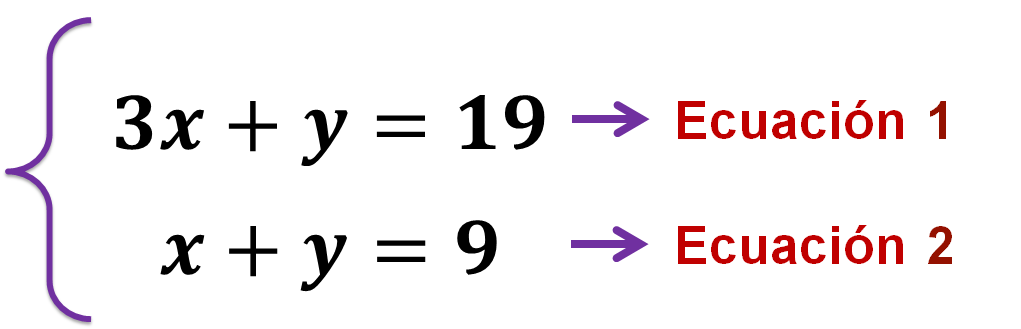 3x + y = 19 → Ecuación 1
x + y = 9 → Ecuación 2